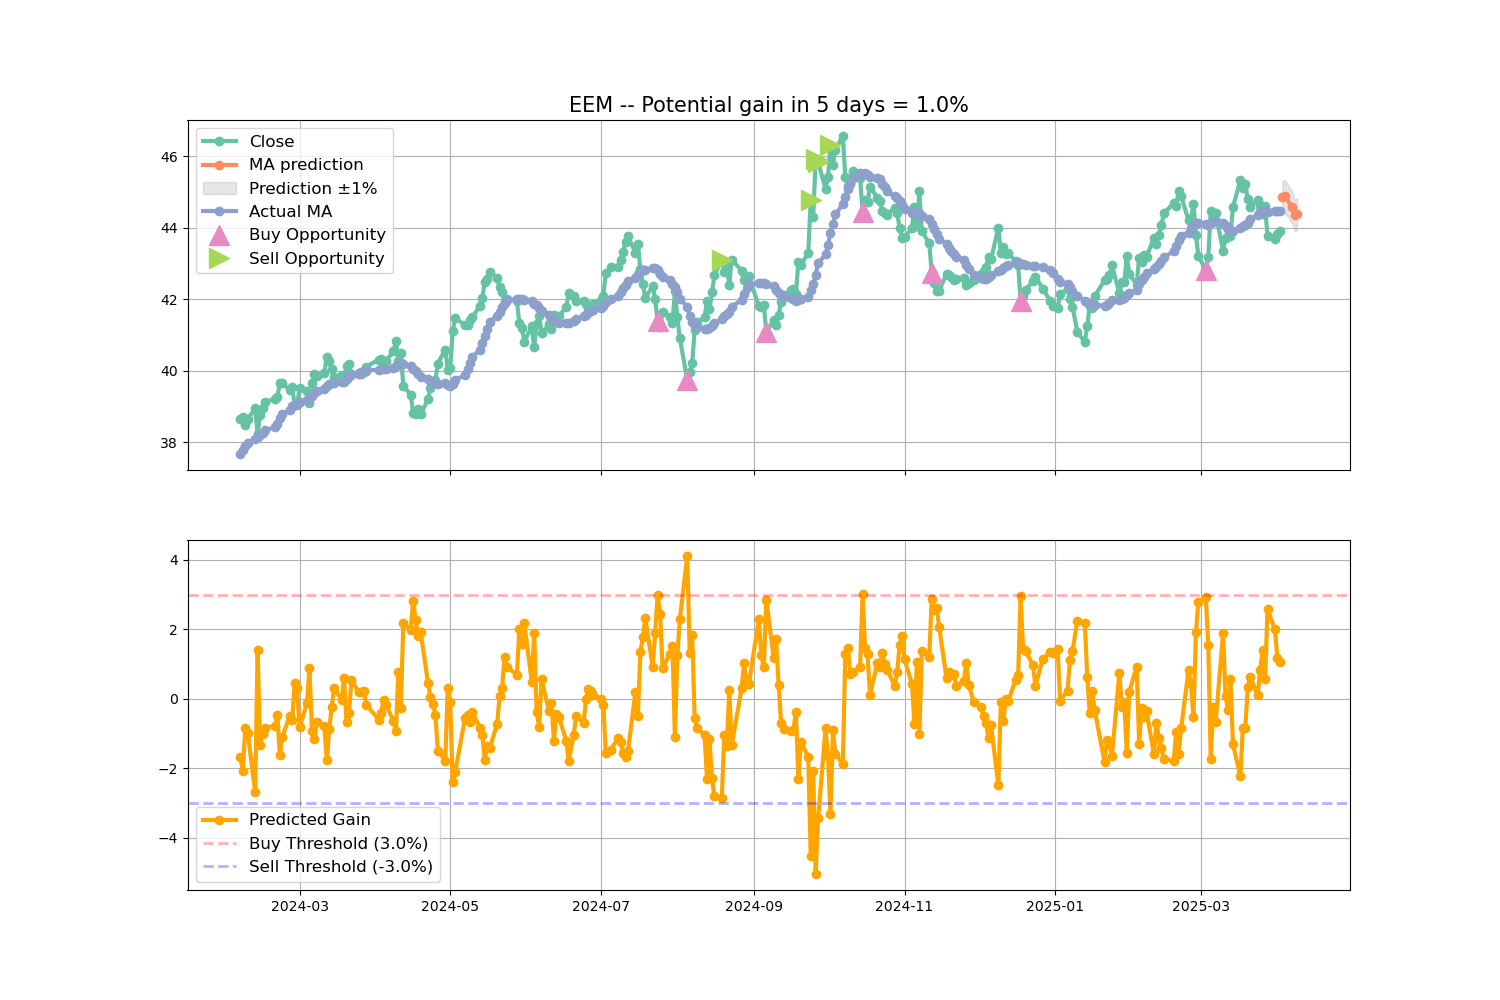 EEM -- Potential gain in 5 days = 1.0%
Close
MA prediction
Prediction ±1%
Actual MA
Buy Opportunity
Sell Opportunity
46
44
42
40
38
4
2
0
−2
−4
Predicted Gain
Buy Threshold (3.0%)
Sell Threshold (-3.0%)
2024-03 2024-05 2024-07 2024-09 2024-11 2025-01 2025-03